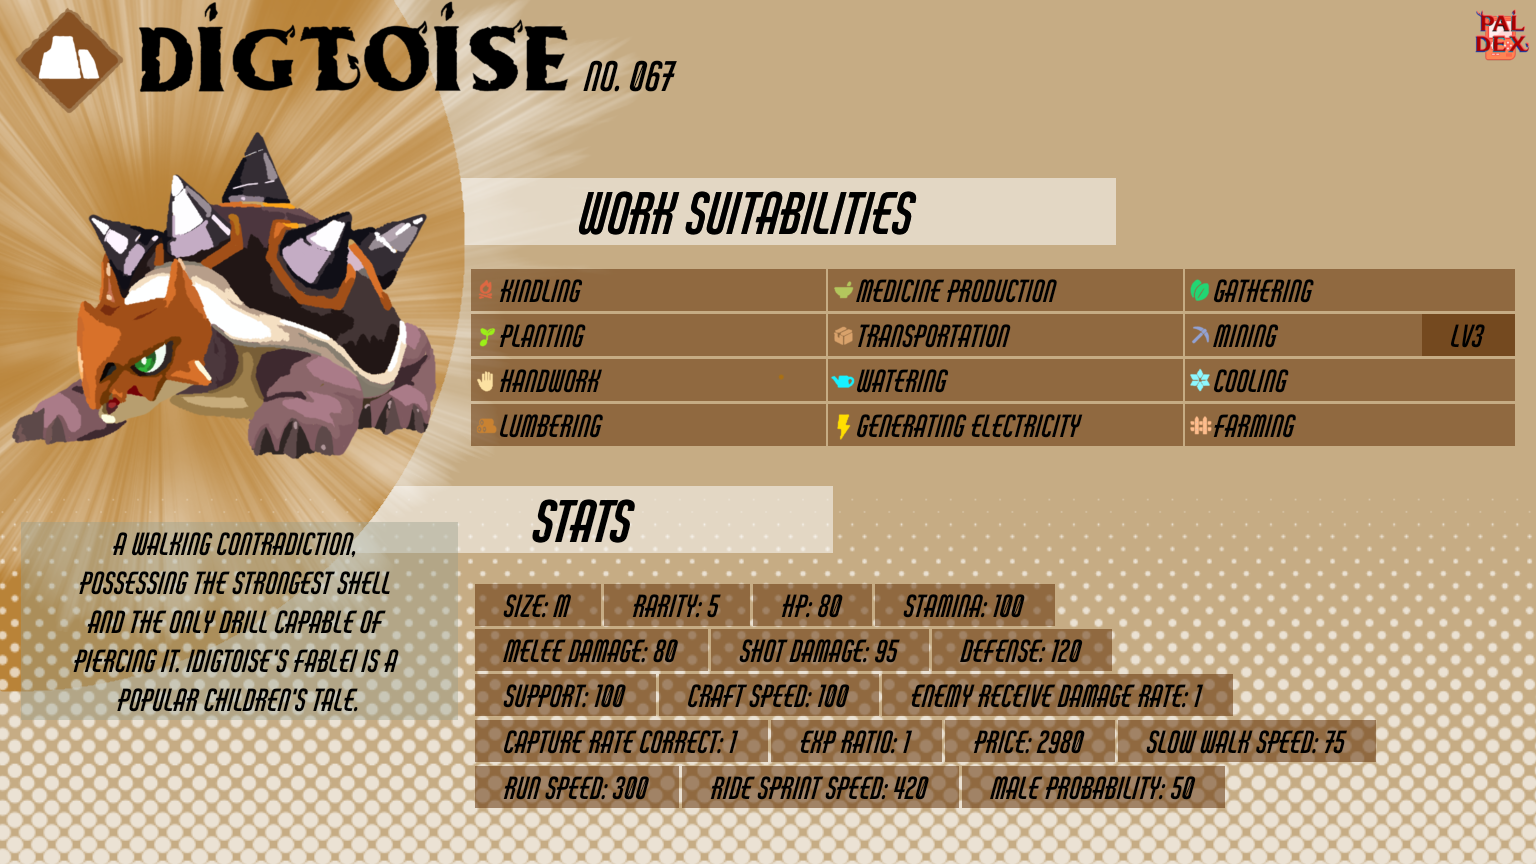 DIGTOISE NO. 067
PAL
DEX
WORK SUITABILITIES
KINDLING MEDICINE PRODUCTION GATHERING
PLANTING TRANSPORTATION MINING LV3
HANDWORK WATERING COOLING
LUMBERING GENERATING ELECTRICITY FARMING
STATS
A WALKING CONTRADICTION,
POSSESSING THE STRONGEST SHELL
AND THE ONLY DRILL CAPABLE OF
PIERCING IT. [DIGTOISE'S FABLE] IS A
POPULAR CHILDREN'S TALE.
SIZE: M RARITY: 5 HP: 80 STAMINA: 100
MELEE DAMAGE: 80 SHOT DAMAGE: 95 DEFENSE: 120
SUPPORT: 100 CRAFT SPEED: 100 ENEMY RECEIVE DAMAGE RATE: 1
CAPTURE RATE CORRECT: 1 EXP RATIO: 1 PRICE: 2980 SLOW WALK SPEED: 75
RUN SPEED: 300 RIDE SPRINT SPEED: 420 MALE PROBABILITY: 50